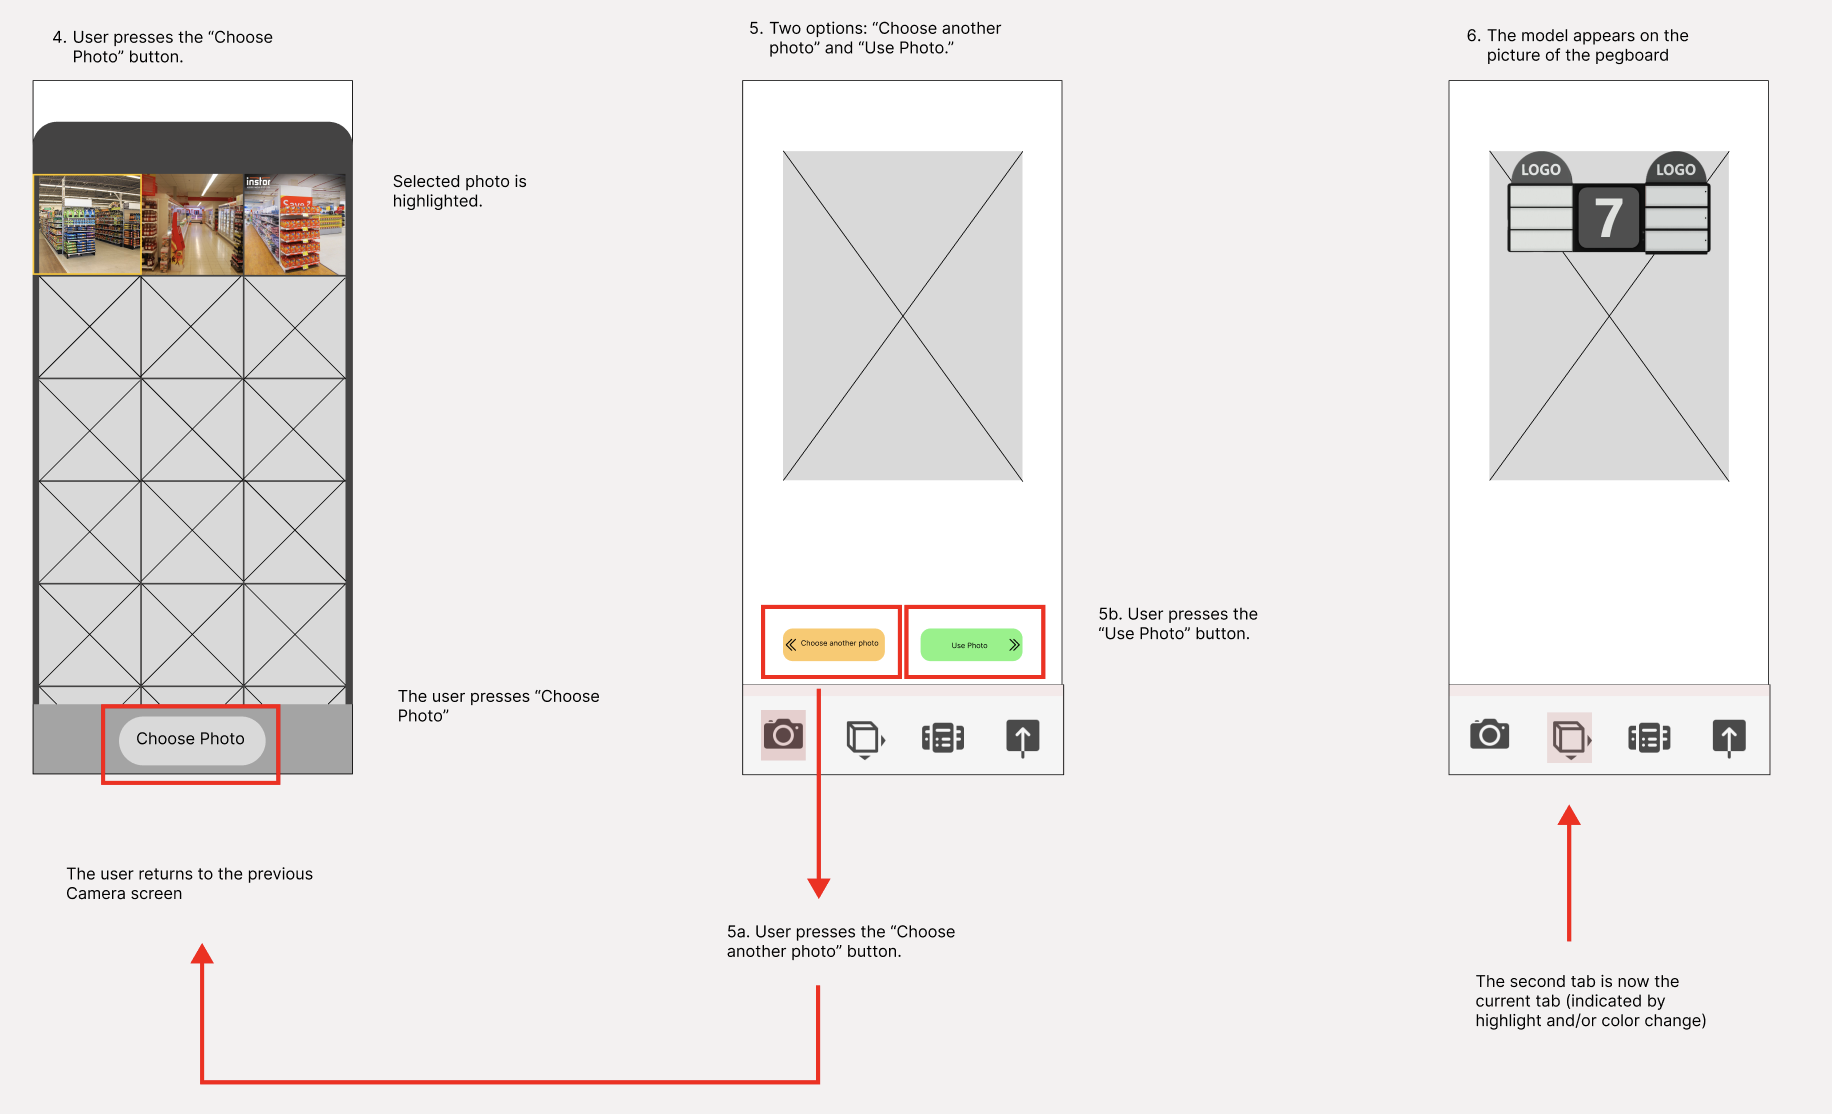 4. User presses the “Choose
Photo” button.
instor
Save
Selected photo is
highlighted.
The user presses “Choose
Photo”
Choose Photo
The user returns to the previous
Camera screen
5. Two options: “Choose another
photo” and “Use Photo.”
Choose another photo
Use Photo
5b. User presses the
“Use Photo” button.
5a. User presses the “Choose
another photo” button.
6. The model appears on the
picture of the pegboard
LOGO
LOGO
7
The second tab is now the
current tab (indicated by
highlight and/or color change)